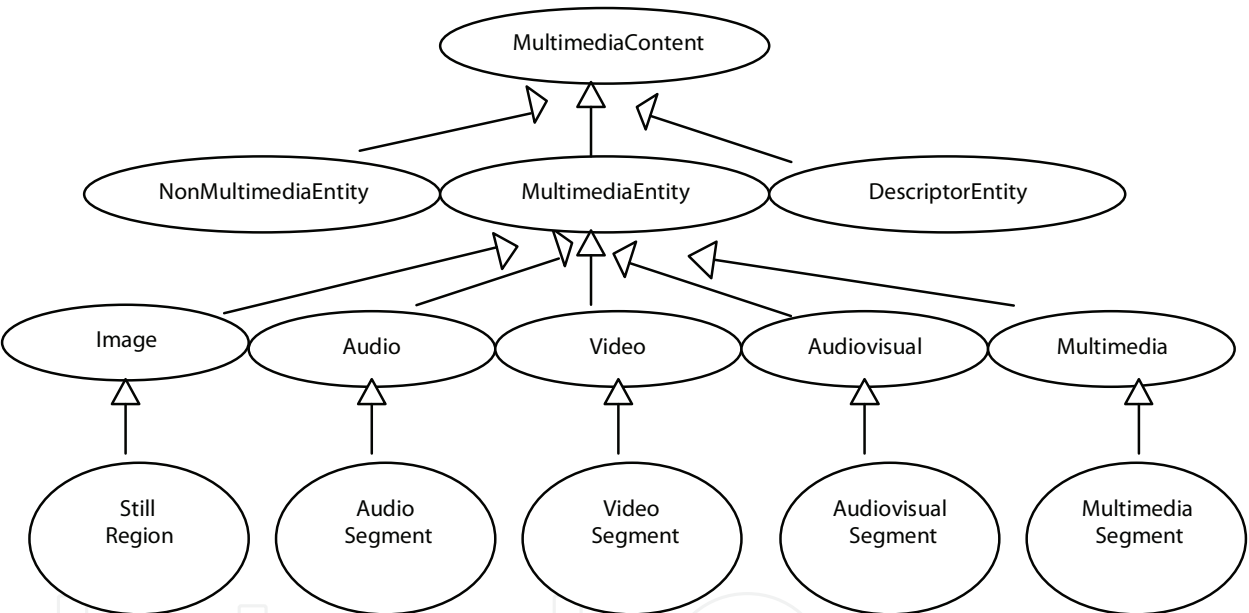 MultimediaContent
NonMultimediaEntity
MultimediaEntity
DescriptorEntity
Image
Audio
Video
Audiovisual
Multimedia
Still
Region
Audio
Segment
Video
Segment
Audiovisual
Segment
Multimedia
Segment